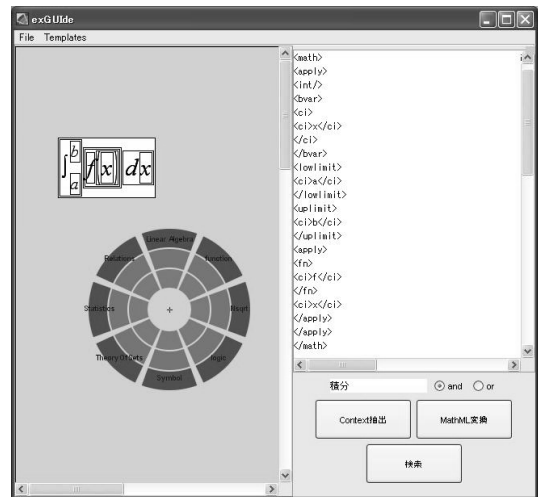 exGUIde
File Templates
∫ b a f(x) dx
Linear Algebra
Relations
function
Statistics
Theory Of Sets
logic
Symbol
<math>
<apply>
<int/>
<bvar>
<ci>
<ci>x</ci>
</ci>
</bvar>
<lowlimit>
<ci>a</ci>
</lowlimit>
<uplimit>
<ci>b</ci>
</uplimit>
<apply>
<fn>
<ci>f</ci>
</fn>
<ci>x</ci>
</apply>
</apply>
</math>
積分 and or
Context抽出 MathML変換
検索